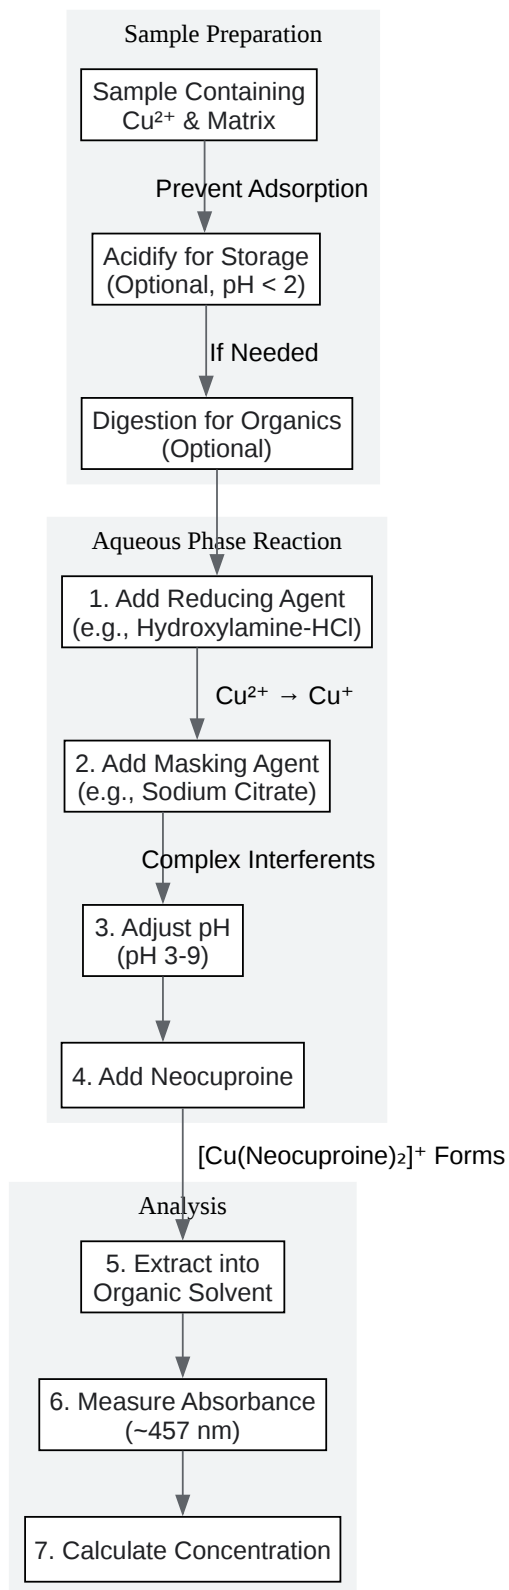 Sample Preparation
Sample Containing
Cu²⁺ & Matrix
Prevent Adsorption
Acidify for Storage
(Optional, pH < 2)
If Needed
Digestion for Organics
(Optional)
Aqueous Phase Reaction
1. Add Reducing Agent
(e.g., Hydroxylamine-HCl)
Cu²⁺ → Cu⁺
2. Add Masking Agent
(e.g., Sodium Citrate)
Complex Interferents
3. Adjust pH
(pH 3-9)
4. Add Neocuproine
[Cu(Neocuproine)₂]⁺ Forms
Analysis
5. Extract into
Organic Solvent
6. Measure Absorbance
(~457 nm)
7. Calculate Concentration